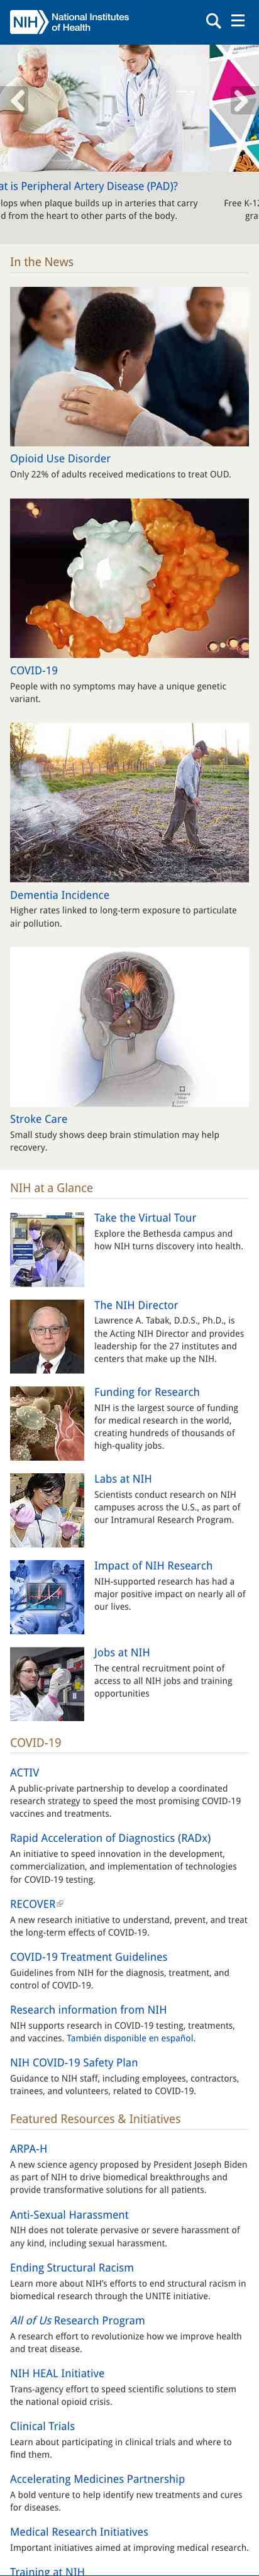 NIH National Institutes
of Health
at is Peripheral Artery Disease (PAD)?
lops when plaque builds up in arteries that carry
d from the heart to other parts of the body.
Free K-12
gra
In the News
Opioid Use Disorder
Only 22% of adults received medications to treat OUD.
COVID-19
People with no symptoms may have a unique genetic
variant.
Dementia Incidence
Higher rates linked to long-term exposure to particulate
air pollution.
Stroke Care
Small study shows deep brain stimulation may help
recovery.
NIH at a Glance
Take the Virtual Tour
Explore the Bethesda campus and
how NIH turns discovery into health.
The NIH Director
Lawrence A. Tabak, D.D.S., Ph.D., is
the Acting NIH Director and provides
leadership for the 27 institutes and
centers that make up the NIH.
Funding for Research
NIH is the largest source of funding
for medical research in the world,
creating hundreds of thousands of
high-quality jobs.
Labs at NIH
Scientists conduct research on NIH
campuses across the U.S., as part of
our Intramural Research Program.
Impact of NIH Research
NIH-supported research has had a
major positive impact on nearly all of
our lives.
Jobs at NIH
The central recruitment point of
access to all NIH jobs and training
opportunities
COVID-19
ACTIV
A public-private partnership to develop a coordinated
research strategy to speed the most promising COVID-19
vaccines and treatments.
Rapid Acceleration of Diagnostics (RADx)
An initiative to speed innovation in the development,
commercialization, and implementation of technologies
for COVID-19 testing.
RECOVER
A new research initiative to understand, prevent, and treat
the long-term effects of COVID-19.
COVID-19 Treatment Guidelines
Guidelines from NIH for the diagnosis, treatment, and
control of COVID-19.
Research information from NIH
NIH supports research in COVID-19 testing, treatments,
and vaccines. También disponible en español.
NIH COVID-19 Safety Plan
Guidance to NIH staff, including employees, contractors,
trainees, and volunteers, related to COVID-19.
Featured Resources & Initiatives
ARPA-H
A new science agency proposed by President Joseph Biden
as part of NIH to drive biomedical breakthroughs and
provide transformative solutions for all patients.
Anti-Sexual Harassment
NIH does not tolerate pervasive or severe harassment of
any kind, including sexual harassment.
Ending Structural Racism
Learn more about NIH's efforts to end structural racism in
biomedical research through the UNITE initiative.
All of Us Research Program
A research effort to revolutionize how we improve health
and treat disease.
NIH HEAL Initiative
Trans-agency effort to speed scientific solutions to stem
the national opioid crisis.
Clinical Trials
Learn about participating in clinical trials and where to
find them.
Accelerating Medicines Partnership
A bold venture to help identify new treatments and cures
for diseases.
Medical Research Initiatives
Important initiatives aimed at improving medical research.
Training at NIH